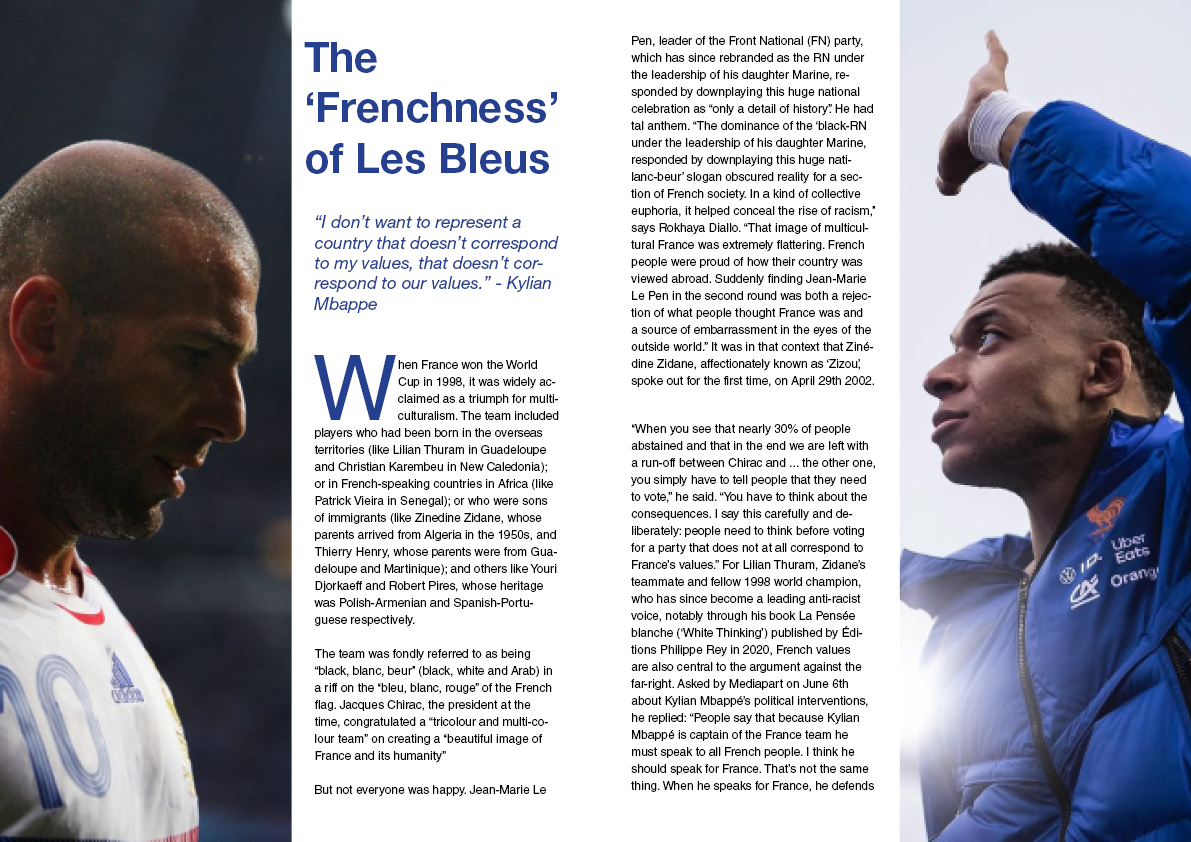 The
‘Frenchness’
of Les Bleus
“I don’t want to represent a
country that doesn’t correspond
to my values, that doesn’t cor-
respond to our values.” - Kylian
Mbappe
When France won the World
Cup in 1998, it was widely ac-
claimed as a triumph for multi-
culturalism. The team included
players who had been born in the overseas
territories (like Lilian Thuram in Guadeloupe
and Christian Karembeu in New Caledonia);
or in French-speaking countries in Africa (like
Patrick Vieira in Senegal); or who were sons
of immigrants (like Zinedine Zidane, whose
parents arrived from Algeria in the 1950s, and
Thierry Henry, whose parents were from Gua-
deloupe and Martinique); and others like Youri
Djorkaeff and Robert Pires, whose heritage
was Polish-Armenian and Spanish-Portu-
guese respectively.
The team was fondly referred to as being
“black, blanc, beur” (black, white and Arab) in
a riff on the “bleu, blanc, rouge” of the French
flag. Jacques Chirac, the president at the
time, congratulated a “tricolour and multi-co-
lour team” on creating a “beautiful image of
France and its humanity”
But not everyone was happy. Jean-Marie Le
Pen, leader of the Front National (FN) party,
which has since rebranded as the RN under
the leadership of his daughter Marine, re-
sponded by downplaying this huge national
celebration as “only a detail of history”. He had
tal anthem. “The dominance of the ‘black-RN
under the leadership of his daughter Marine,
responded by downplaying this huge nati-
lanc-beur’ slogan obscured reality for a sec-
tion of French society. In a kind of collective
euphoria, it helped conceal the rise of racism,”
says Rokhaya Diallo. “That image of multicul-
tural France was extremely flattering. French
people were proud of how their country was
viewed abroad. Suddenly finding Jean-Marie
Le Pen in the second round was both a rejec-
tion of what people thought France was and
a source of embarrassment in the eyes of the
outside world.” It was in that context that Ziné-
dine Zidane, affectionately known as ‘Zizou’,
spoke out for the first time, on April 29th 2002.
“When you see that nearly 30% of people
abstained and that in the end we are left with
a run-off between Chirac and ... the other one,
you simply have to tell people that they need
to vote,” he said. “You have to think about the
consequences. I say this carefully and de-
liberately: people need to think before voting
for a party that does not at all correspond to
France’s values.” For Lilian Thuram, Zidane’s
teammate and fellow 1998 world champion,
who has since become a leading anti-racist
voice, notably through his book La Pensée
blanche (‘White Thinking’) published by Édi-
tions Philippe Rey in 2020, French values
are also central to the argument against the
far-right. Asked by Mediapart on June 6th
about Kylian Mbappé’s political interventions,
he replied: “People say that because Kylian
Mbappé is captain of the France team he
must speak to all French people. I think he
should speak for France. That’s not the same
thing. When he speaks for France, he defends
10
adidas
Uber
Eats
I.D.
CA
Orange